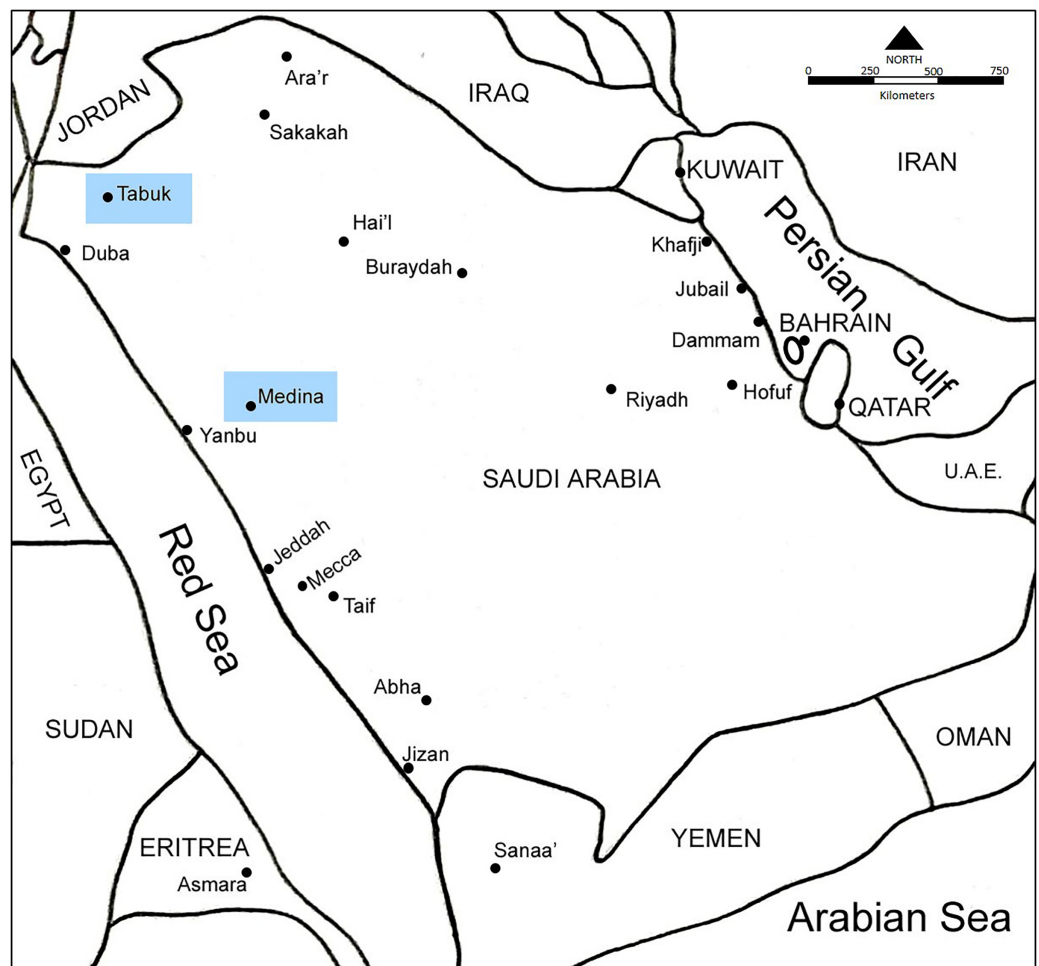 NORTH
0 250 500 750
Kilometers
Ara’r
JORDAN
IRAQ
Sakakah
IRAN
KUWAIT
Tabuk
Hai’l
Khafji
Persian Gulf
Duba
Buraydah
Jubail
BAHRAIN
Dammam
Hofuf
Medina
Riyadh
QATAR
Yanbu
U.A.E.
SAUDI ARABIA
EGYPT
Jeddah
Mecca
Taif
Red Sea
Abha
SUDAN
OMAN
Jizan
YEMEN
ERITREA
Sanaa’
Asmara
Arabian Sea